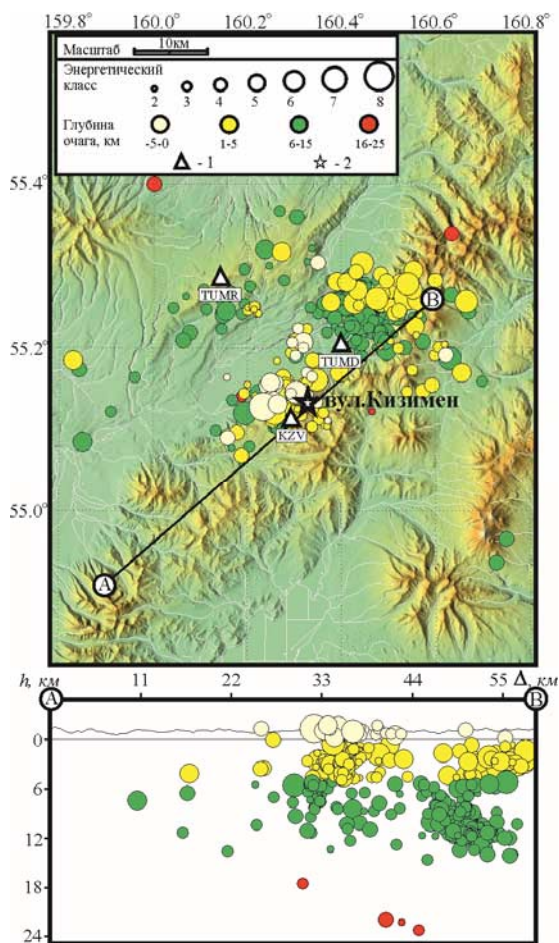 159.8° 160.0° 160.2° 160.4° 160.6° 160.8°
Масштаб 10км
Энергетический
класс
2 3 4 5 6 7 8
Глубина
очага, км
-5-0 1-5 6-15 16-25
- 1 - 2
55.4°
TUMR
B
55.2°
TUMD
вул.Кизимен
KZV
55.0°
A
h, км Δ, км
A 11 22 33 44 55 B
0
6
12
18
24